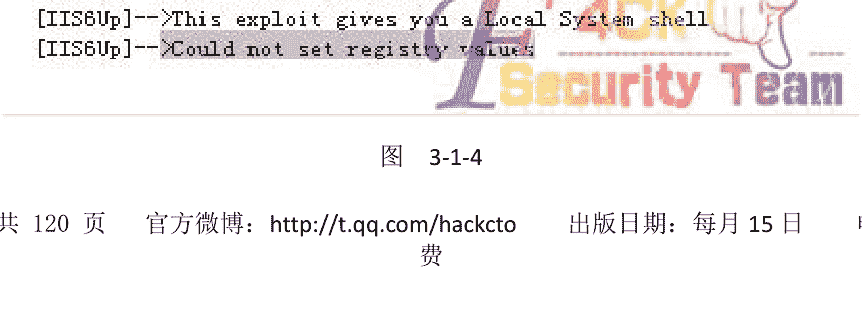 [IIS6Up]-->This exploit gives you a Local System shell
[IIS6Up]-->Could not set registry values
F4CK
Security Team
图 3-1-4
共 120 页 官方微博：http://t.qq.com/hackcto 出版日期：每月 15 日
费